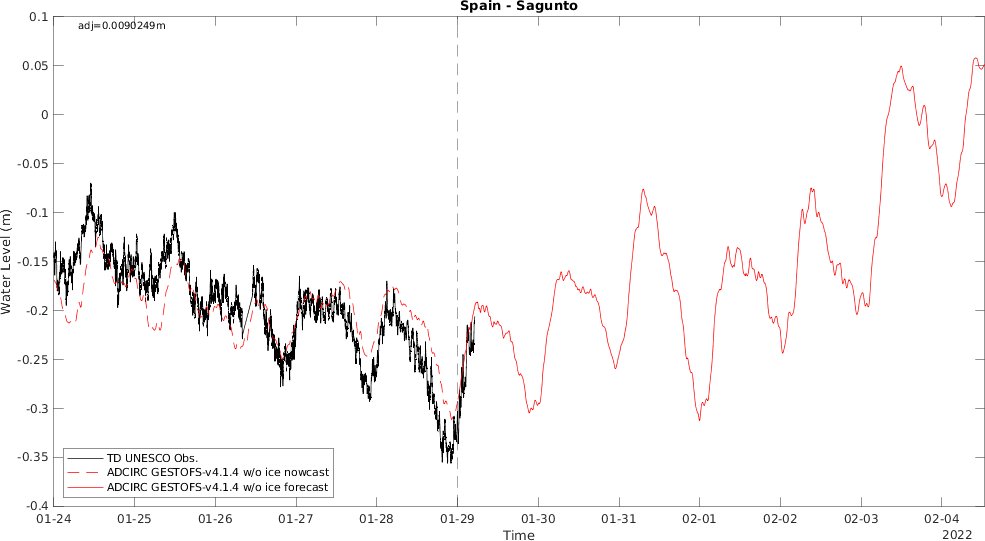 Spain - Sagunto
adj=0.0090249m
0.1
0.05
0
-0.05
-0.1
-0.15
-0.2
-0.25
-0.3
-0.35
-0.4
Water Level (m)
TD UNESCO Obs.
ADCIRC GESTOFS-v4.1.4 w/o ice nowcast
ADCIRC GESTOFS-v4.1.4 w/o ice forecast
01-24 01-25 01-26 01-27 01-28 01-29 01-30 01-31 02-01 02-02 02-03 02-04
Time
2022